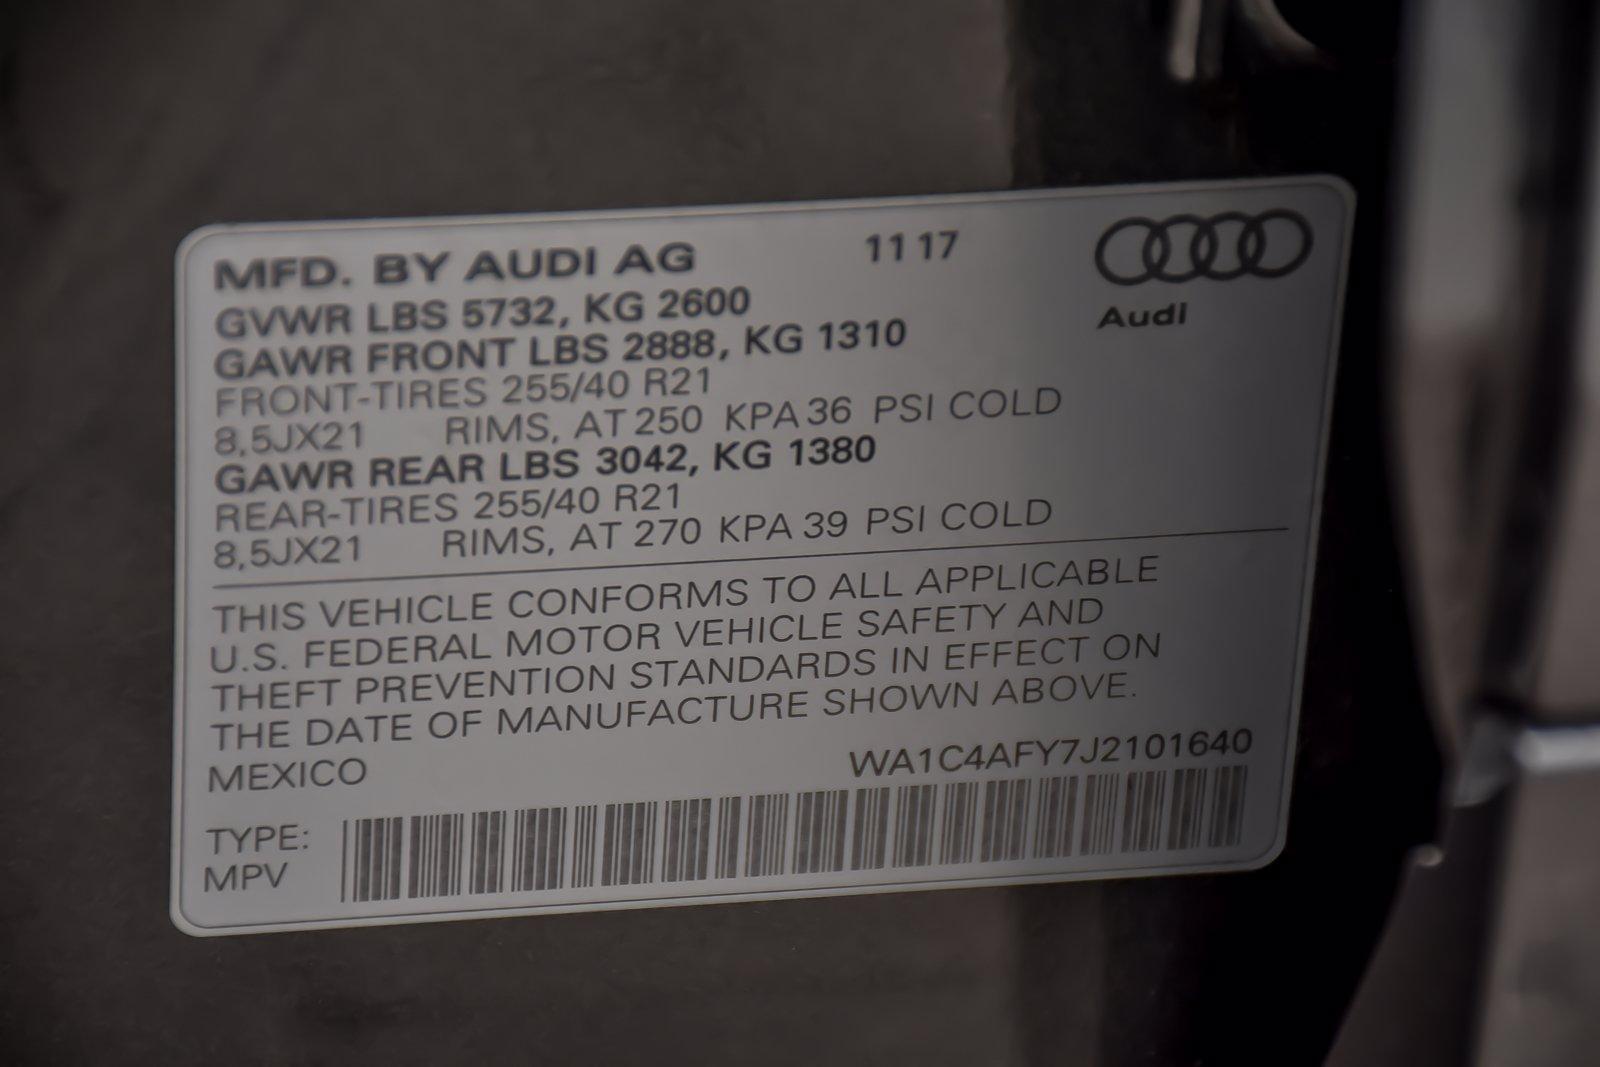 MFD. BY AUDI AG 11 17
Audi
GVWR LBS 5732, KG 2600
GAWR FRONT LBS 2888, KG 1310
FRONT-TIRES 255/40 R21
8,5JX21 RIMS, AT 250 KPA 36 PSI COLD
GAWR REAR LBS 3042, KG 1380
REAR-TIRES 255/40 R21
8,5JX21 RIMS, AT 270 KPA 39 PSI COLD
THIS VEHICLE CONFORMS TO ALL APPLICABLE
U.S. FEDERAL MOTOR VEHICLE SAFETY AND
THEFT PREVENTION STANDARDS IN EFFECT ON
THE DATE OF MANUFACTURE SHOWN ABOVE.
MEXICO WA1C4AFY7J2101640
TYPE:
MPV